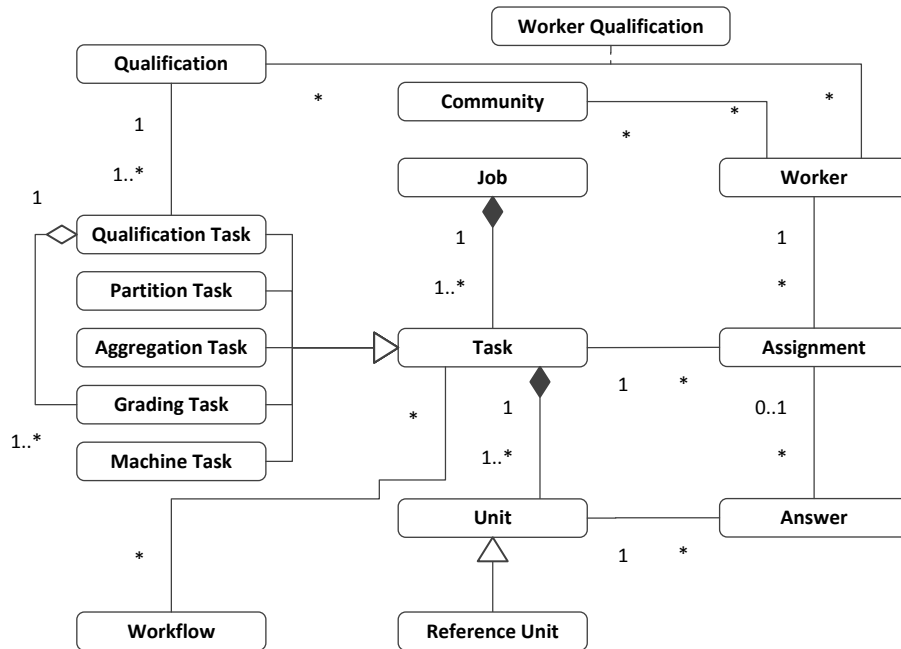 Worker Qualification
Qualification
*
*
Community
*
*
1
1..*
Job
Worker
1
Qualification Task
1
1
Partition Task
1..*
*
Aggregation Task
Task
Assignment
1
*
Grading Task
*
1
0..1
1..*
Machine Task
1..*
*
Unit
Answer
*
1
*
Workflow
Reference Unit